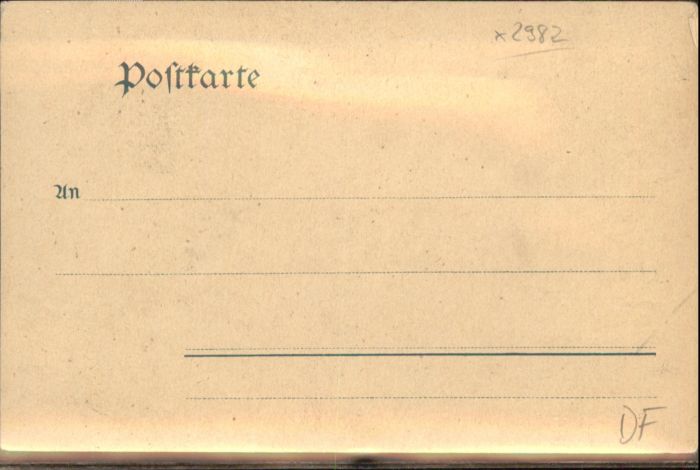 x2982
Poſtkarte
An
DF